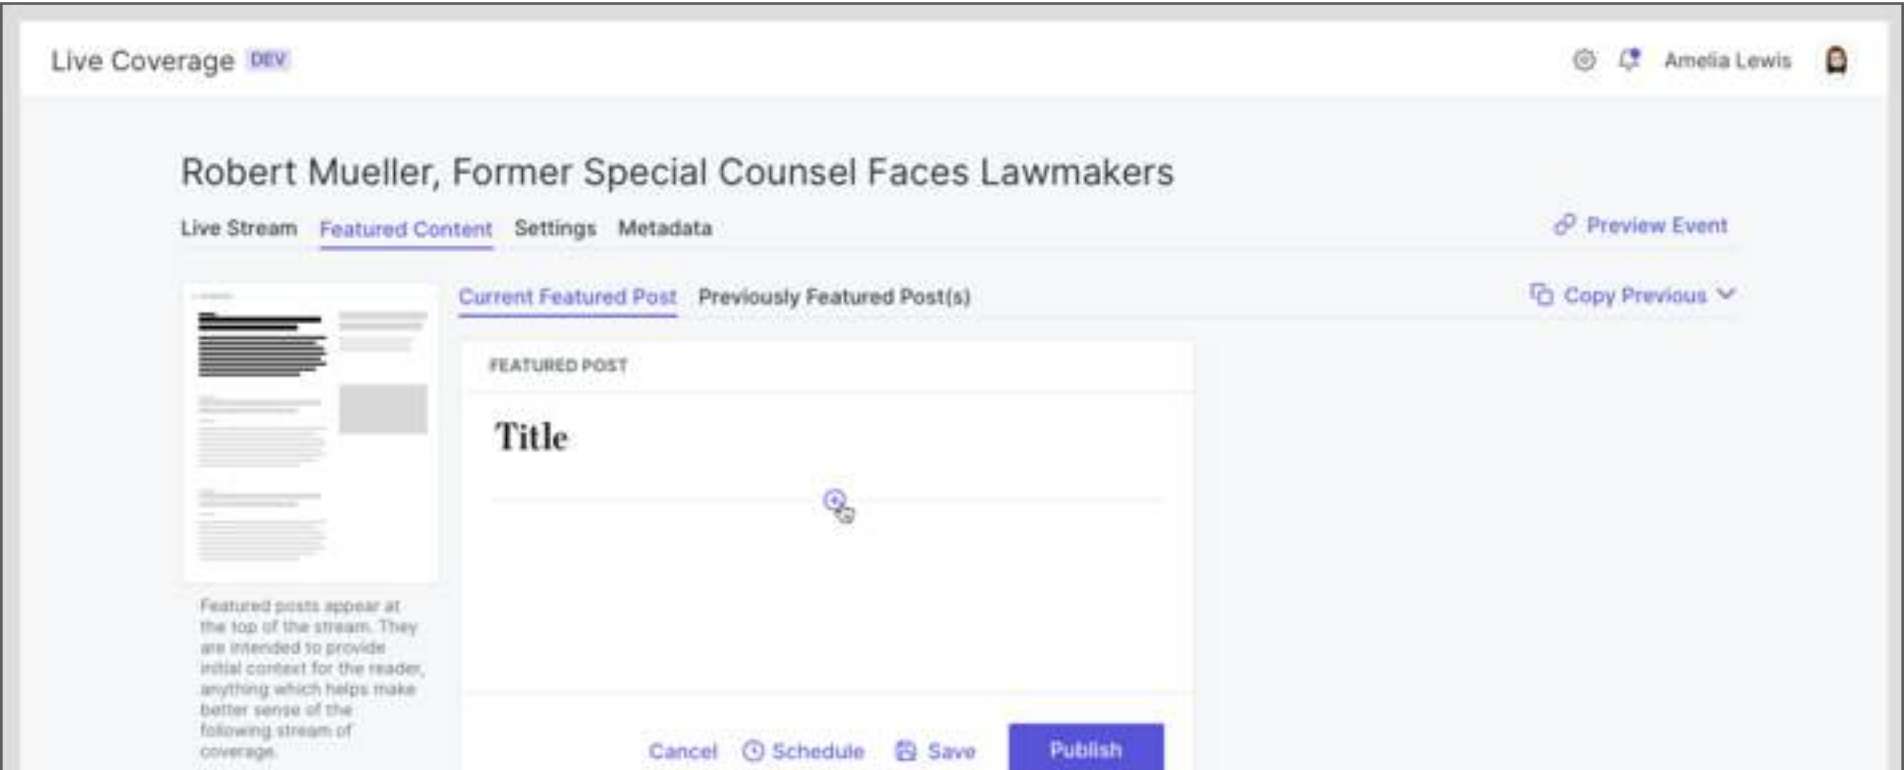 Live Coverage DEV
Amelia Lewis
Robert Mueller, Former Special Counsel Faces Lawmakers
Live Stream Featured Content Settings Metadata
Preview Event
Current Featured Post Previously Featured Post(s)
Copy Previous
FEATURED POST
Title
Featured posts appear at
the top of the stream. They
are intended to provide
initial context for the reader,
anything which helps make
better sense of the
following stream of
coverage.
Cancel Schedule Save Publish